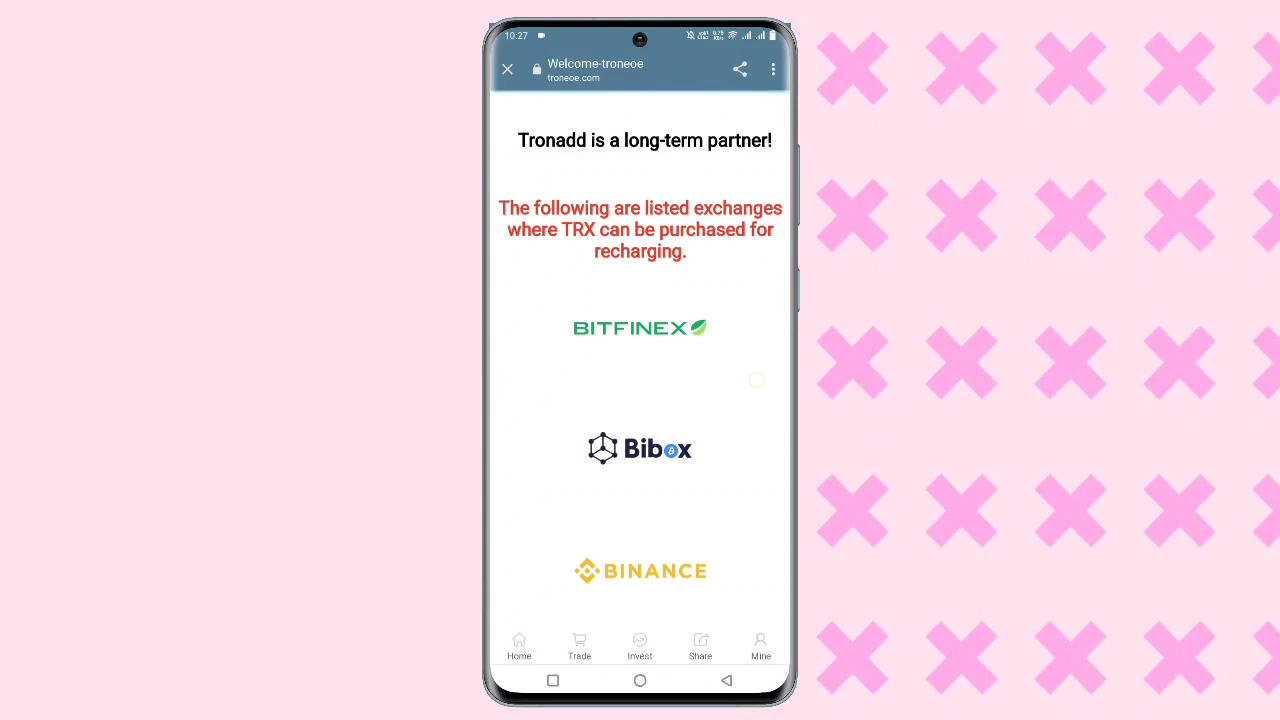 10:27
Welcome-troneoe
troneoe.com
Tronadd is a long-term partner!
The following are listed exchanges
where TRX can be purchased for
recharging.
BITFINEX
Bibox
BINANCE
Home Trade Invest Share Mine